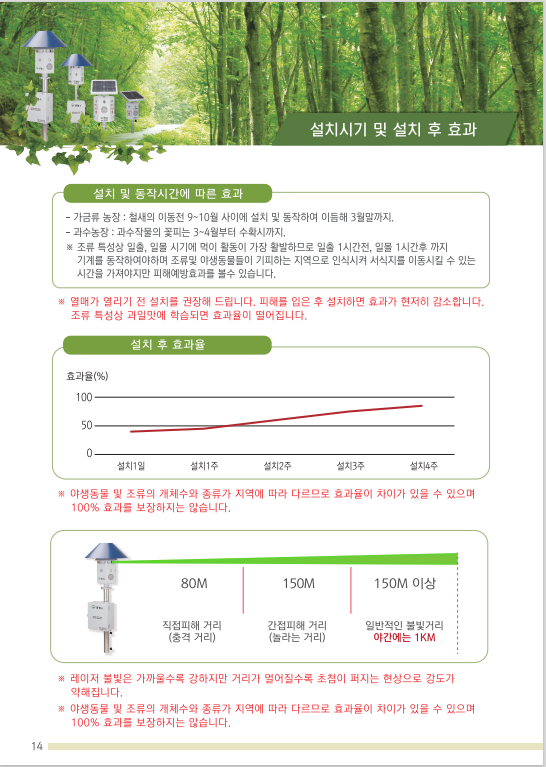 설치시기 및 설치 후 효과
설치 및 동작시간에 따른 효과
- 가금류 농장 : 철새의 이동전 9~10월 사이에 설치 및 동작하여 이듬해 3월말까지.
- 과수농장 : 과수작물의 꽃피는 3~4월부터 수확시까지.
※ 조류 특성상 일출, 일몰 시기에 먹이 활동이 가장 활발하므로 일출 1시간전, 일몰 1시간후 까지
기계를 동작하여야하며 조류및 야생동물들이 기피하는 지역으로 인식시켜 서식지를 이동시킬 수 있는
시간을 가져야지만 피해예방효과를 볼수 있습니다.
※ 열매가 열리기 전 설치를 권장해 드립니다. 피해를 입은 후 설치하면 효과가 현저히 감소합니다.
조류 특성상 과일맛에 학습되면 효과율이 떨어집니다.
설치 후 효과율
효과율(%)
100
50
0
설치1일 설치1주 설치2주 설치3주 설치4주
※ 야생동물 및 조류의 개체수와 종류가 지역에 따라 다르므로 효과율이 차이가 있을 수 있으며
100% 효과를 보장하지는 않습니다.
80M 150M 150M 이상
직접피해 거리 간접피해 거리 일반적인 불빛거리
(충격 거리) (놀라는 거리) 야간에는 1KM
※ 레이저 불빛은 가까울수록 강하지만 거리가 멀어질수록 초첨이 퍼지는 현상으로 강도가
약해집니다.
※ 야생동물 및 조류의 개체수와 종류가 지역에 따라 다르므로 효과율이 차이가 있을 수 있으며
100% 효과를 보장하지는 않습니다.
14